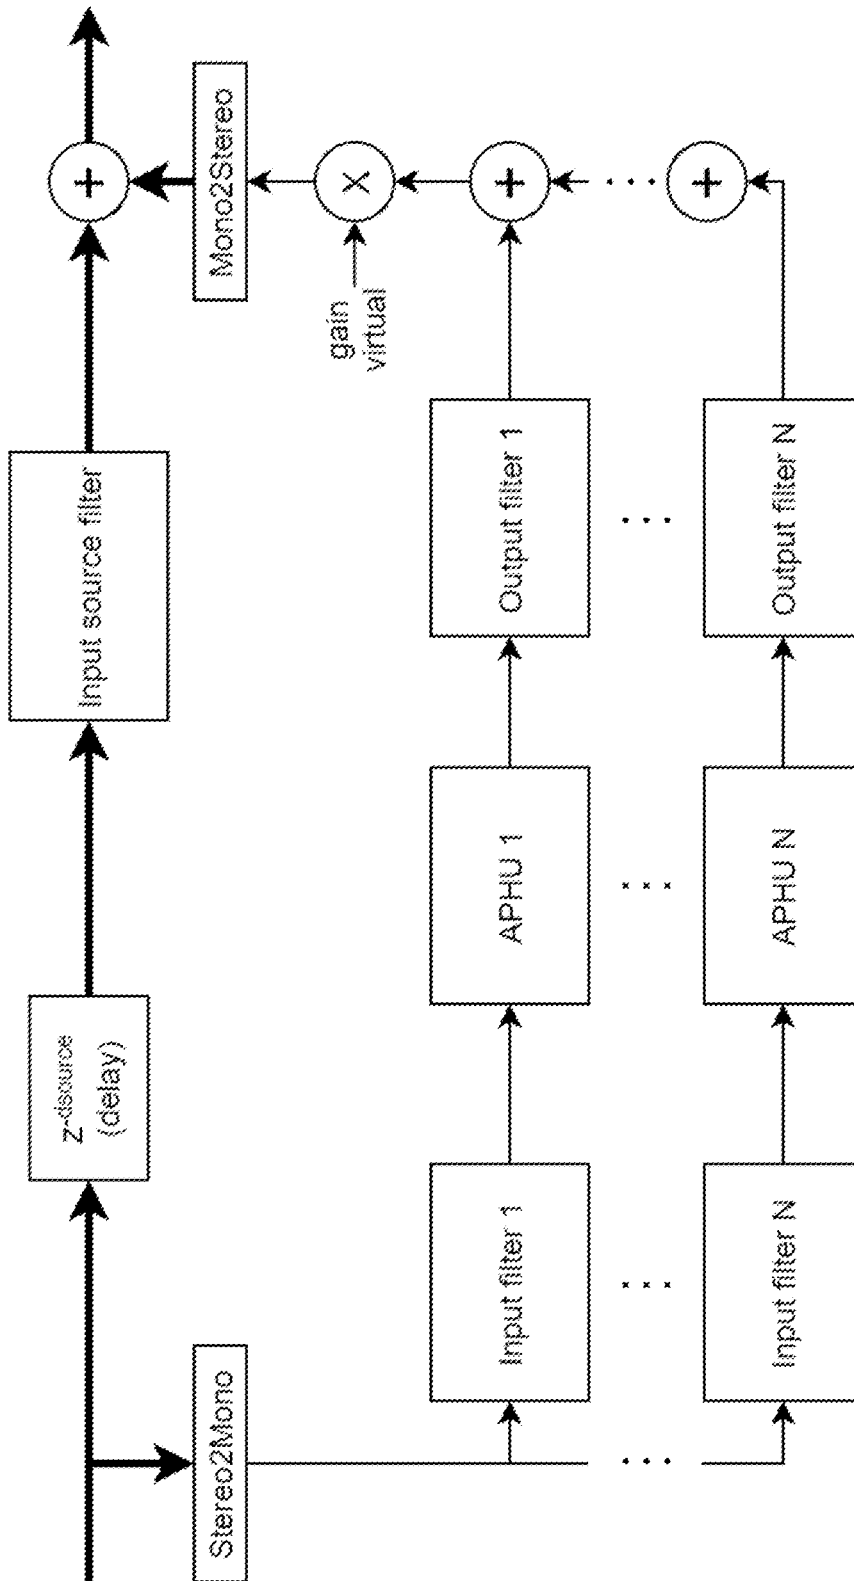 z-dsource
(delay)
Input source filter
+
Stereo2Mono
Mono2Stereo
x
gain
virtual
Input filter 1
APHU 1
Output filter 1
+
...
...
...
...
...
Input filter N
APHU N
Output filter N
+